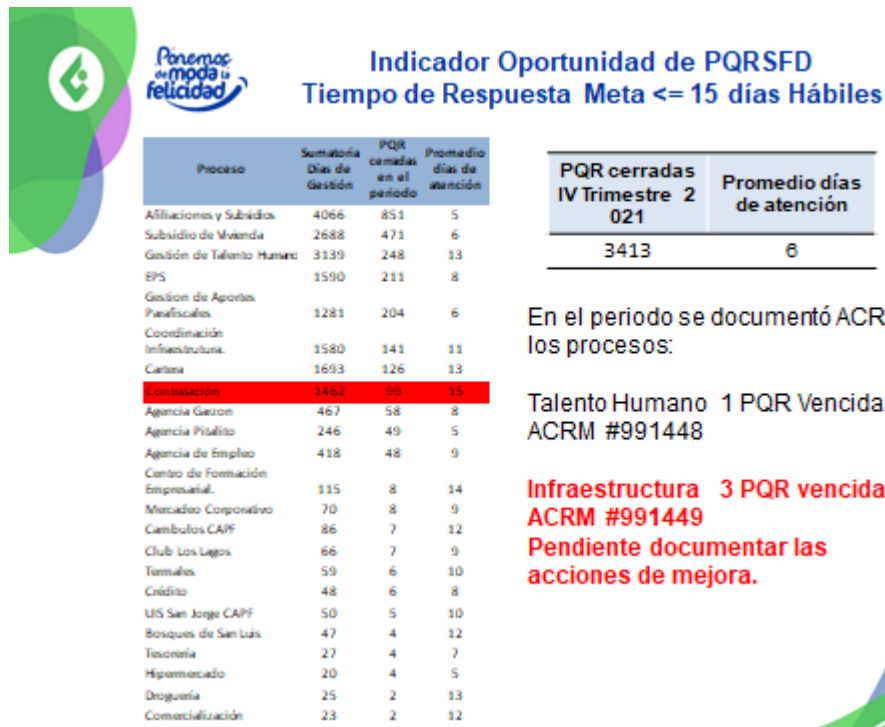 Ponemos
de moda la
felicidad
Indicador Oportunidad de PQRSFD
Tiempo de Respuesta Meta <= 15 días Hábiles
Proceso Sumatoria Días de Gestión PQR cerradas en el periodo Promedio días de atención
Afiliaciones y Subsidios 4066 851 5
Subsidio de Vivienda 2688 471 6
Gestión de Talento Humano 3139 248 13
EPS 1590 211 8
Gestion de Aportes
Parafiscales 1281 204 6
Coordinación
Infraestrutura. 1580 141 11
Cartera 1693 126 13
Contratación 1462 99 15
Agencia Garzon 467 58 8
Agencia Pitalito 246 49 5
Agencia de Empleo 418 48 9
Centro de Formación
Empresarial. 115 8 14
Mercadeo Corporativo 70 8 9
Cambulos CAPF 86 7 12
Club Los Lagos 66 7 9
Termales 59 6 10
Crédito 48 6 8
UIS San Jorge CAPF 50 5 10
Bosques de San Luis 47 4 12
Tesorería 27 4 7
Hipermercado 20 4 5
Droguería 25 2 13
Comercialización 23 2 12
PQR cerradas
IV Trimestre 2
021
Promedio días
de atención
3413 6
En el periodo se documentó ACR
los procesos:
Talento Humano 1 PQR Vencida
ACRM #991448
Infraestructura 3 PQR vencida
ACRM #991449
Pendiente documentar las
acciones de mejora.